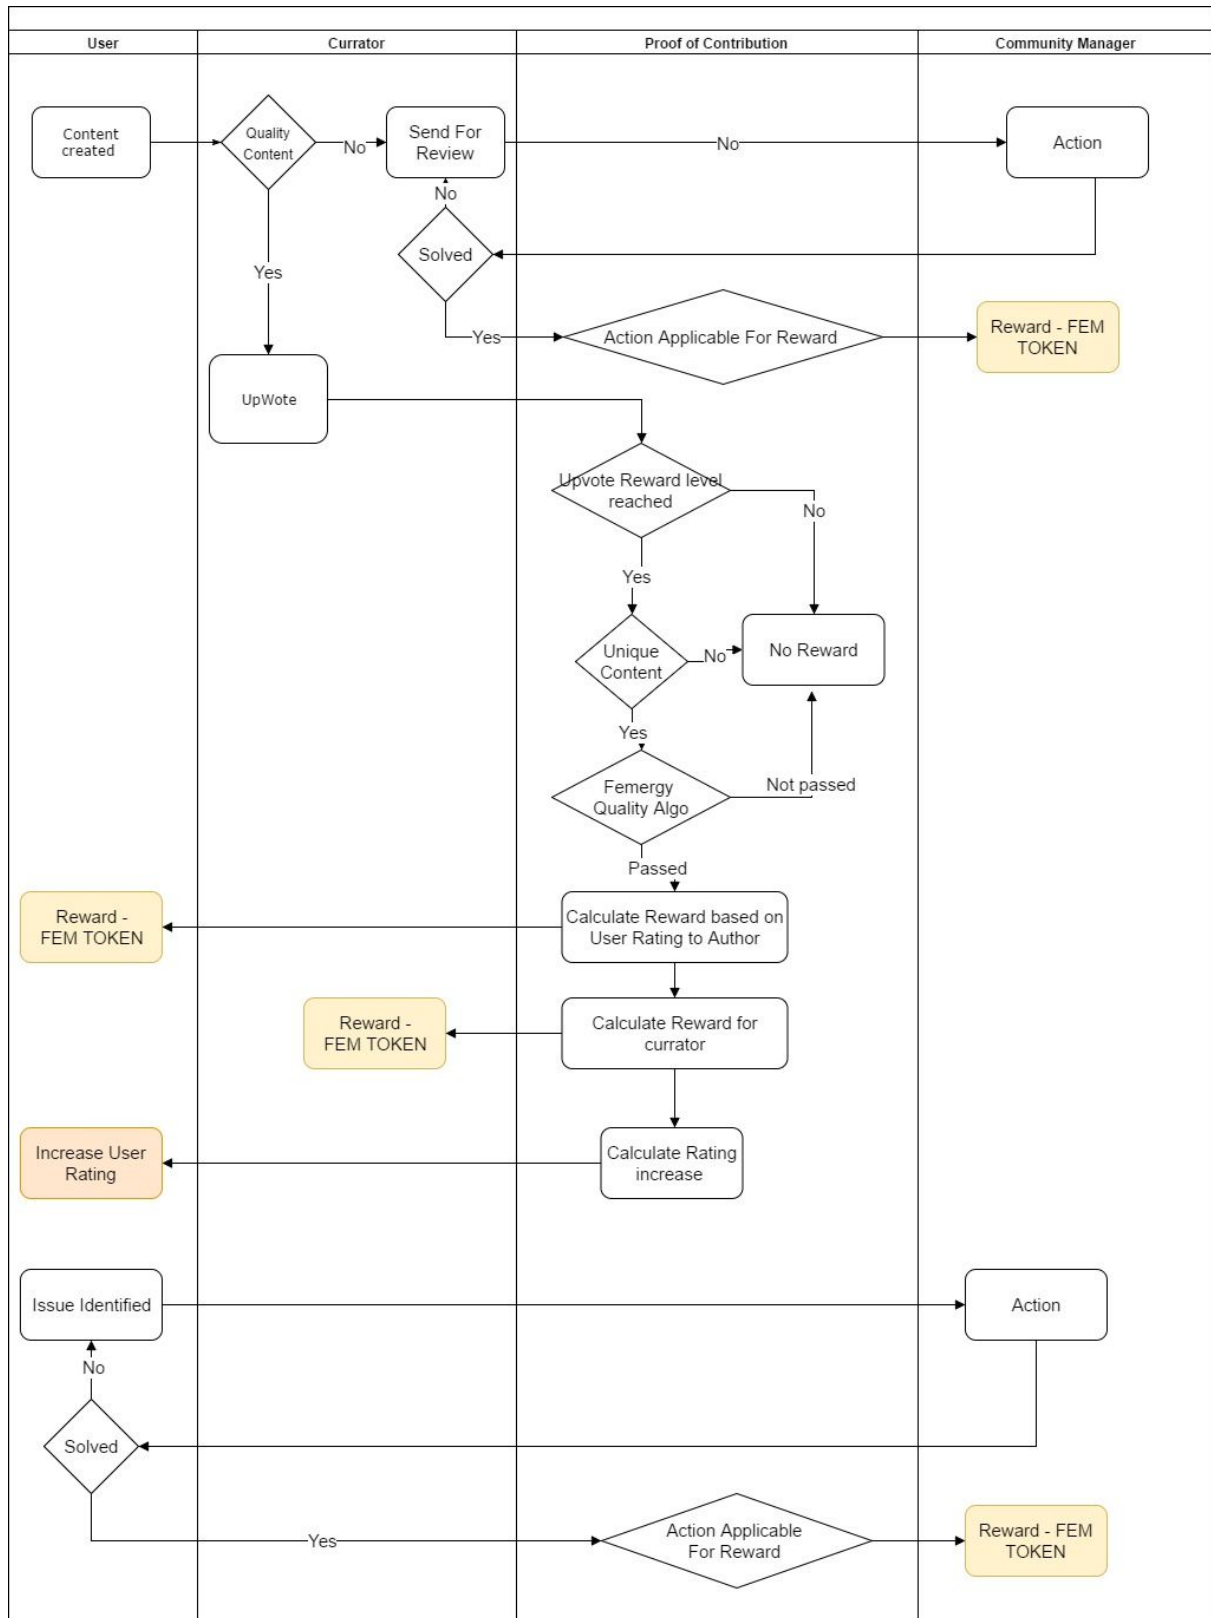 User
Currator
Proof of Contribution
Community Manager
Content
created
Quality
Content
No
Send For
Review
No
Action
No
Solved
Yes
Yes
Action Applicable For Reward
Reward - FEM
TOKEN
UpWote
Upvote Reward level
reached
No
Yes
Unique
Content
No
No Reward
Yes
Femergy
Quality Algo
Not passed
Passed
Reward -
FEM TOKEN
Calculate Reward based on
User Rating to Author
Reward -
FEM TOKEN
Calculate Reward for
currator
Increase User
Rating
Calculate Rating
increase
Issue Identified
Action
No
Solved
Yes
Action Applicable
For Reward
Reward - FEM
TOKEN